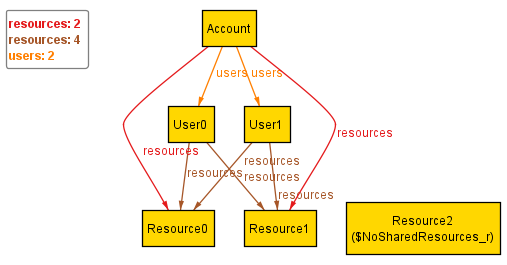 resources: 2
resources: 4
users: 2
Account
users users
User0
User1
resources
resources
resources
resources
resources
resources
Resource0
Resource1
Resource2
($NoSharedResources_r)